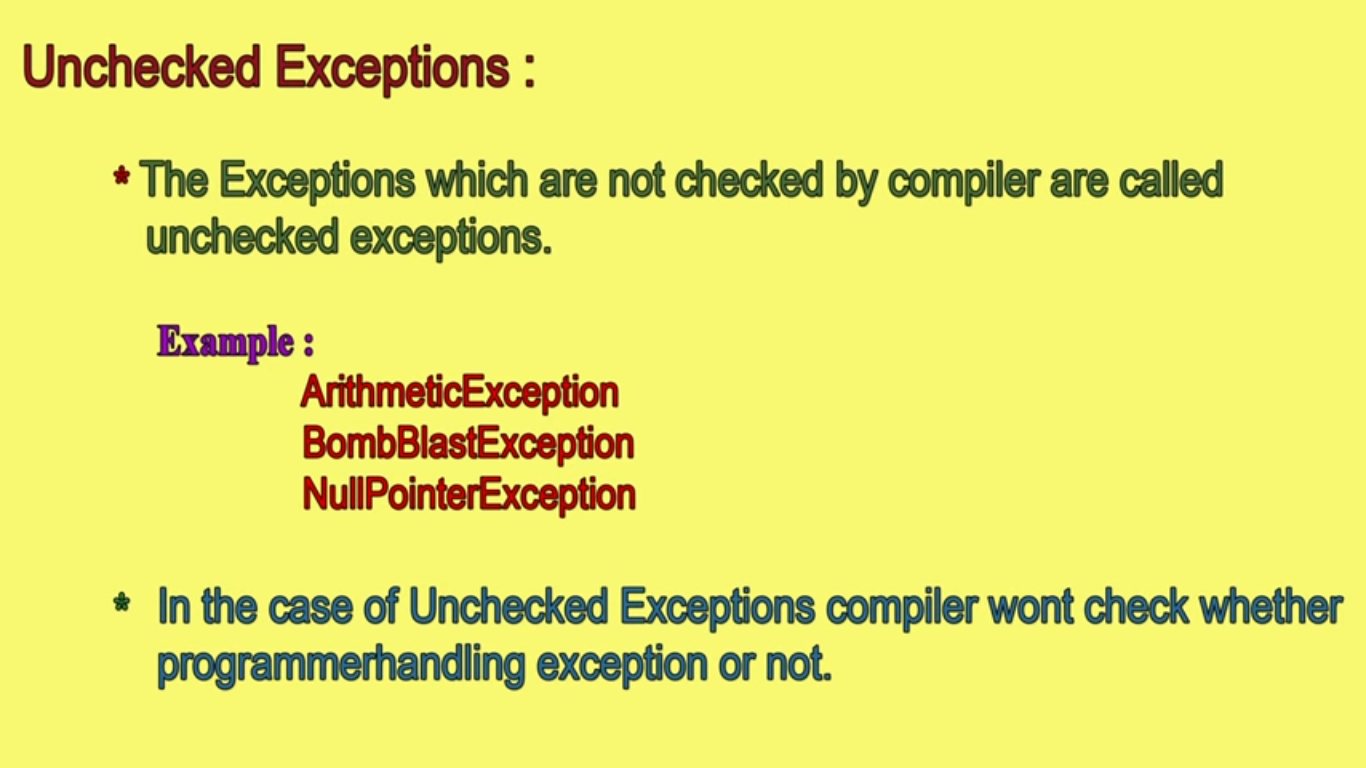 Unchecked Exceptions :
* The Exceptions which are not checked by compiler are called
unchecked exceptions.
Example :
ArithmeticException
BombBlastException
NullPointerException
* In the case of Unchecked Exceptions compiler wont check whether
programmerhandling exception or not.